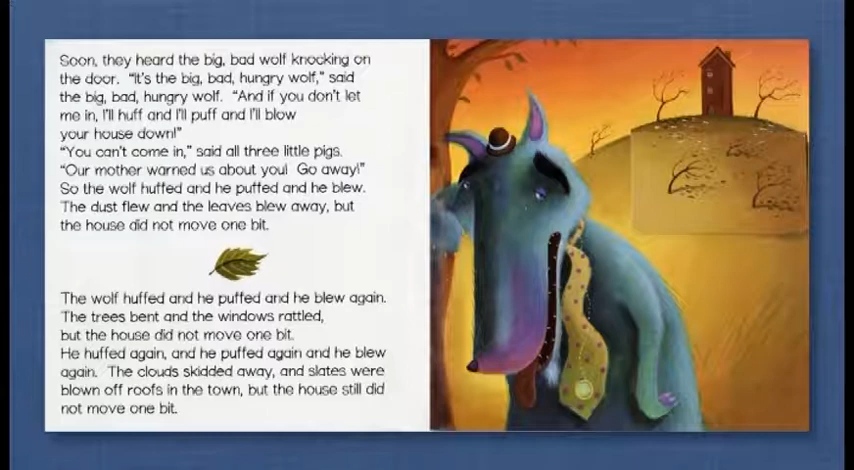 Soon, they heard the big, bad wolf knocking on
the door. "It's the big, bad, hungry wolf," said
the big, bad, hungry wolf. "And if you don't let
me in, I'll huff and I'll puff and I'll blow
your house down!"
"You can't come in," said all three little pigs.
"Our mother warned us about you! Go away!"
So the wolf huffed and he puffed and he blew.
The dust flew and the leaves blew away, but
the house did not move one bit.
The wolf huffed and he puffed and he blew again.
The trees bent and the windows rattled,
but the house did not move one bit.
He huffed again, and he puffed again and he blew
again. The clouds skidded away, and slates were
blown off roofs in the town, but the house still did
not move one bit.